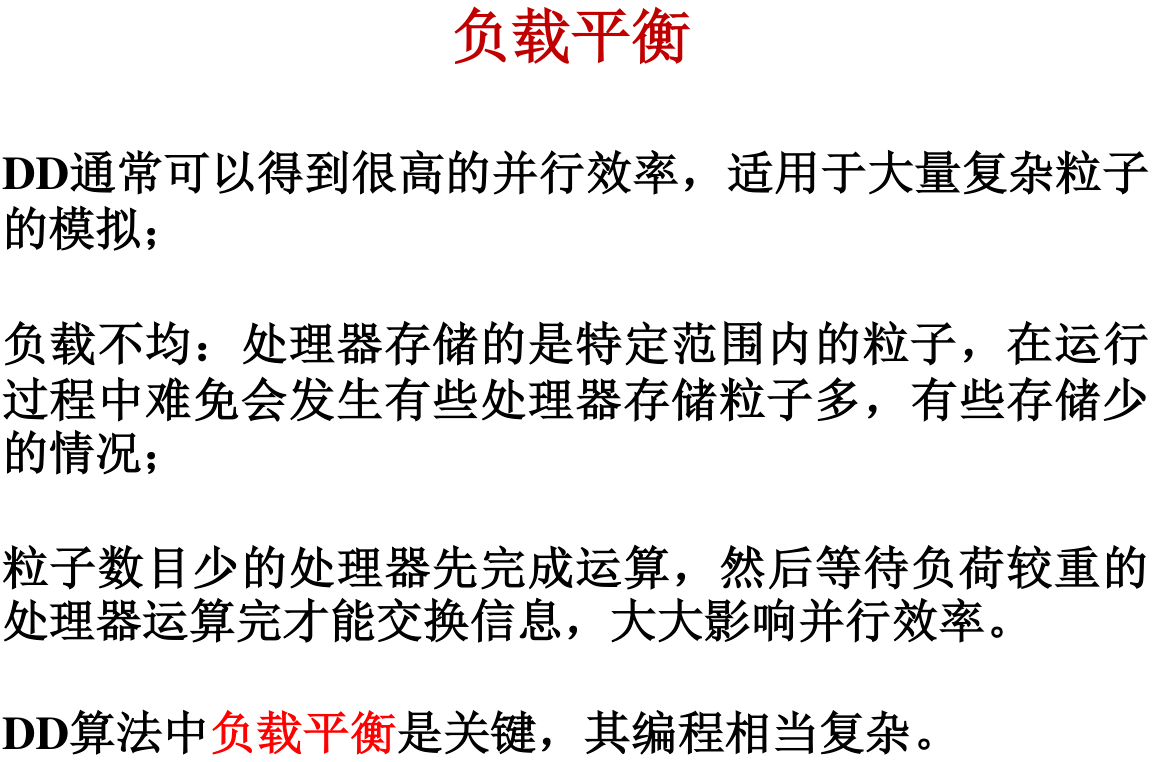 负载平衡
DD通常可以得到很高的并行效率，适用于大量复杂粒子
的模拟；
负载不均：处理器存储的是特定范围内的粒子，在运行
过程中难免会发生有些处理器存储粒子多，有些存储少
的情况；
粒子数目少的处理器先完成运算，然后等待负荷较重的
处理器运算完才能交换信息，大大影响并行效率。
DD算法中负载平衡是关键，其编程相当复杂。